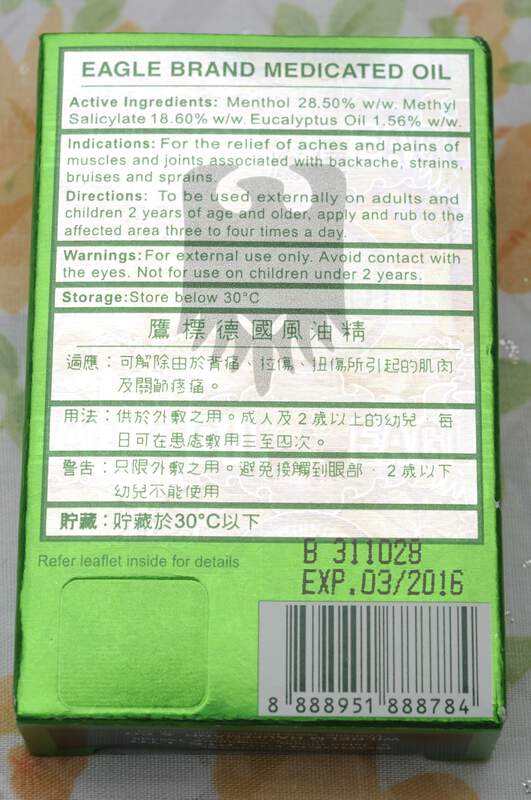 EAGLE BRAND MEDICATED OIL
Active Ingredients: Menthol 28.50% w/w. Methyl
Salicylate 18.60% w/w. Eucalyptus Oil 1.56% w/w.
Indications: For the relief of aches and pains of
muscles and joints associated with backache, strains,
bruises and sprains.
Directions: To be used externally on adults and
children 2 years of age and older, apply and rub to the
affected area three to four times a day.
Warnings: For external use only. Avoid contact with
the eyes. Not for use on children under 2 years.
Storage:Store below 30°C
鷹標德國風油精
適應：可解除由於背痛、拉傷、扭傷所引起的肌肉
及關節疼痛。
用法：供於外敷之用。成人及2歲以上的幼兒，每
日可在患處敷用三至四次。
警告：只限外敷之用。避免接觸到眼部，2歲以下
幼兒不能使用
貯藏：貯藏於30°C以下
Refer leaflet inside for details
B 311028
EXP.03/2016
8 888951 888784